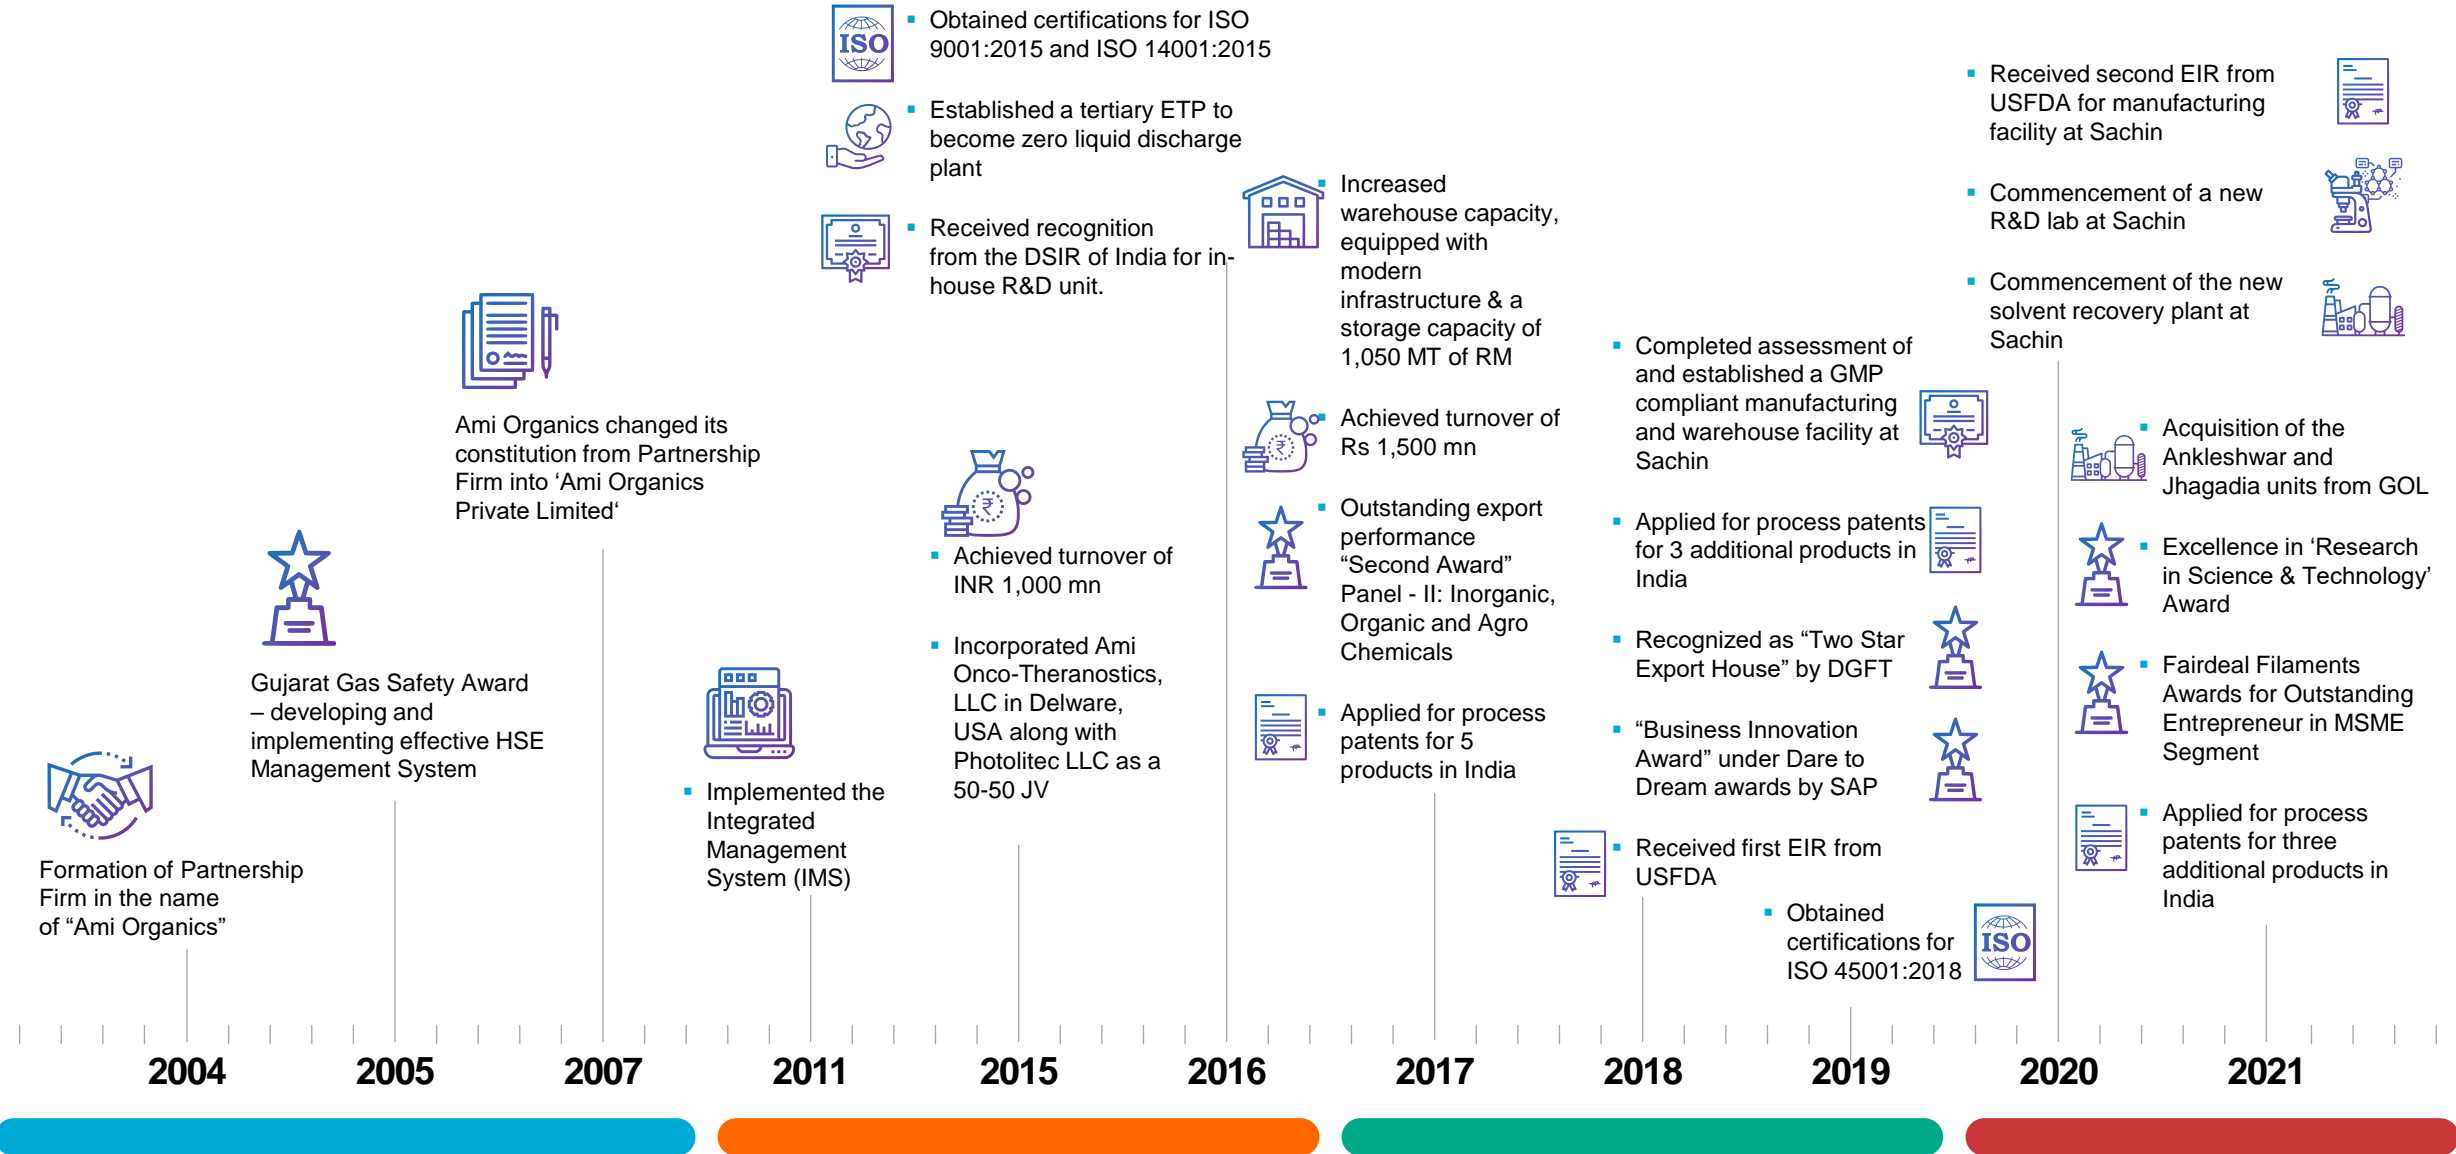 Formation of Partnership
Firm in the name
of “Ami Organics”
Gujarat Gas Safety Award
– developing and
implementing effective HSE
Management System
Ami Organics changed its
constitution from Partnership
Firm into ‘Ami Organics
Private Limited‘
Implemented the
Integrated
Management
System (IMS)
Achieved turnover of
INR 1,000 mn
Incorporated Ami
Onco-Theranostics,
LLC in Delware,
USA along with
Photolitec LLC as a
50-50 JV
ISO
Obtained certifications for ISO
9001:2015 and ISO 14001:2015
Established a tertiary ETP to
become zero liquid discharge
plant
Received recognition
from the DSIR of India for in-
house R&D unit.
Increased
warehouse capacity,
equipped with
modern
infrastructure & a
storage capacity of
1,050 MT of RM
Achieved turnover of
Rs 1,500 mn
Outstanding export
performance
“Second Award”
Panel - II: Inorganic,
Organic and Agro
Chemicals
Applied for process
patents for 5
products in India
Completed assessment of
and established a GMP
compliant manufacturing
and warehouse facility at
Sachin
Applied for process patents
for 3 additional products in
India
Recognized as “Two Star
Export House” by DGFT
“Business Innovation
Award” under Dare to
Dream awards by SAP
Received first EIR from
USFDA
Obtained
certifications for
ISO 45001:2018
ISO
Received second EIR from
USFDA for manufacturing
facility at Sachin
Commencement of a new
R&D lab at Sachin
Commencement of the new
solvent recovery plant at
Sachin
Acquisition of the
Ankleshwar and
Jhagadia units from GOL
Excellence in ‘Research
in Science & Technology’
Award
Fairdeal Filaments
Awards for Outstanding
Entrepreneur in MSME
Segment
Applied for process
patents for three
additional products in
India
₹
₹
2004 2005 2007 2011 2015 2016 2017 2018 2019 2020 2021